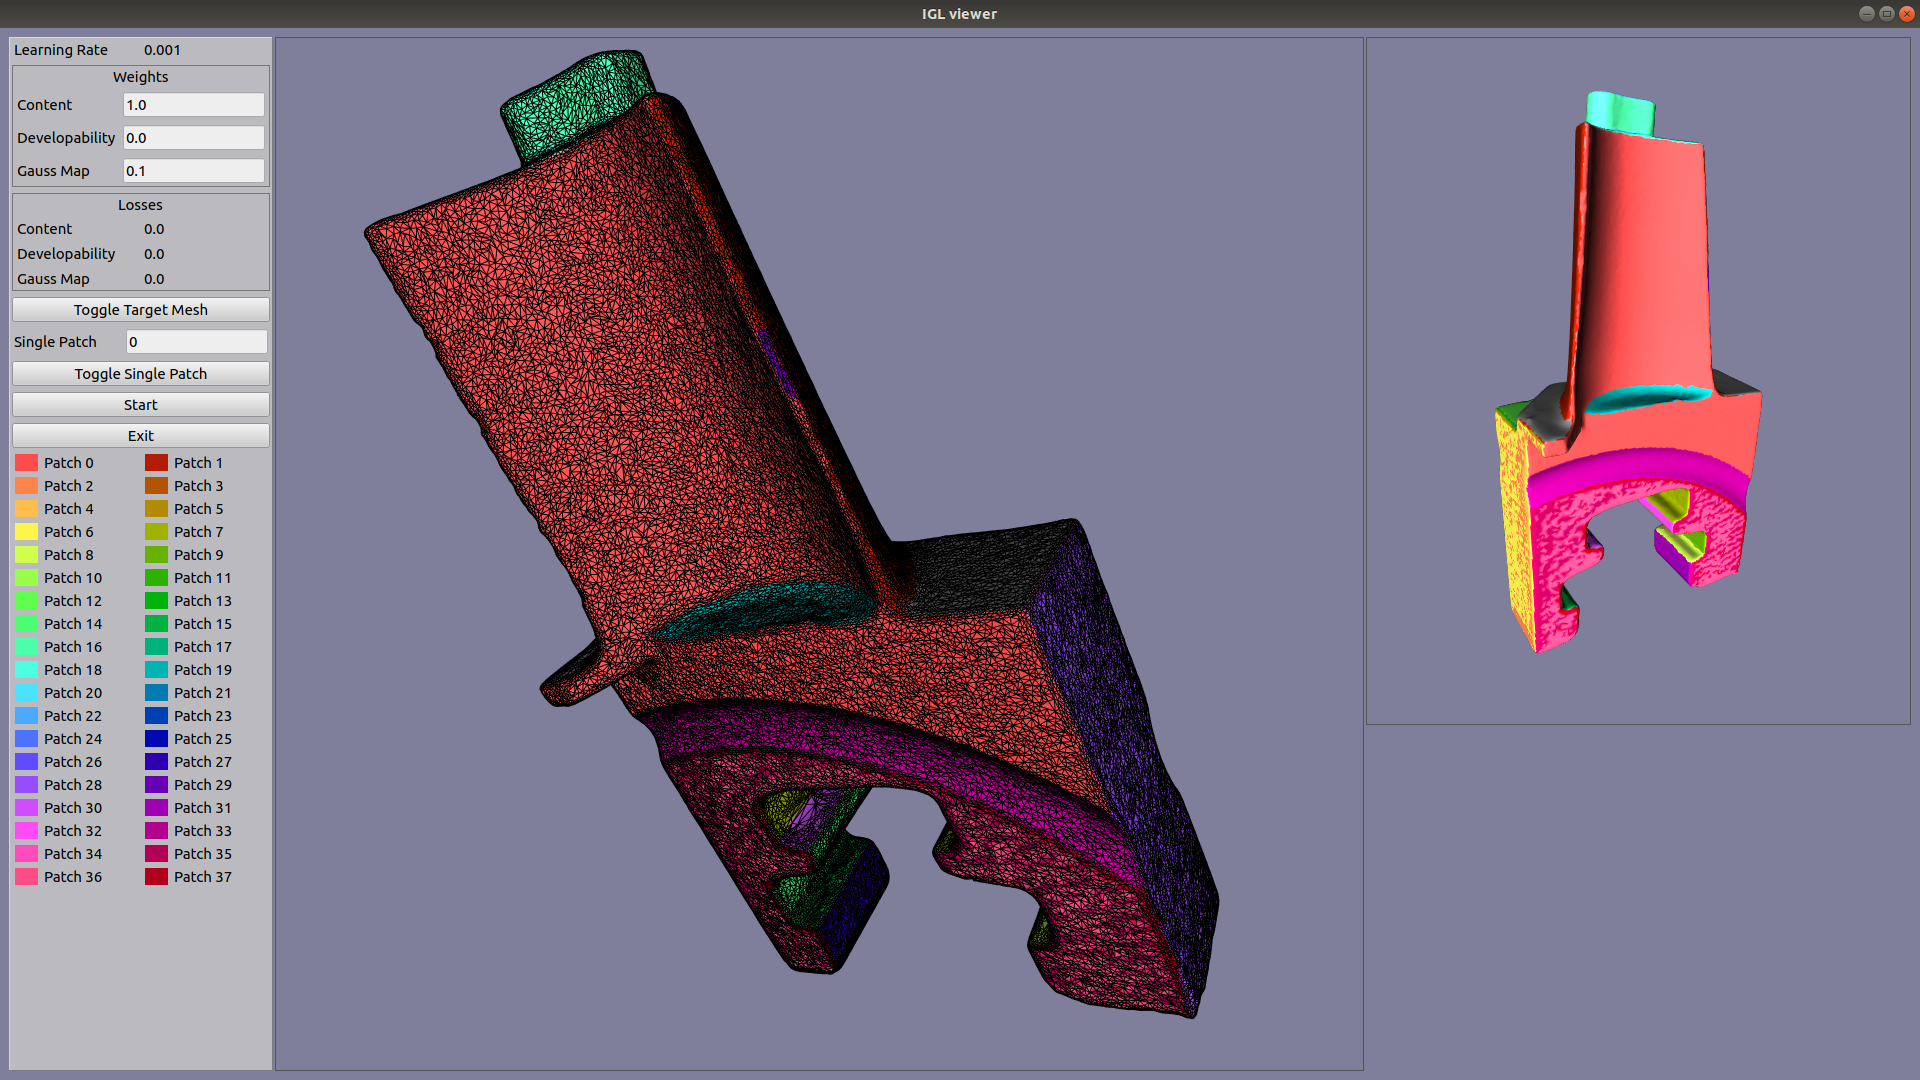 IGL viewer
Learning Rate 0.001
Weights
Content 1.0
Developability 0.0
Gauss Map 0.1
Losses
Content 0.0
Developability 0.0
Gauss Map 0.0
Toggle Target Mesh
Single Patch 0
Toggle Single Patch
Start
Exit
Patch 0 Patch 1
Patch 2 Patch 3
Patch 4 Patch 5
Patch 6 Patch 7
Patch 8 Patch 9
Patch 10 Patch 11
Patch 12 Patch 13
Patch 14 Patch 15
Patch 16 Patch 17
Patch 18 Patch 19
Patch 20 Patch 21
Patch 22 Patch 23
Patch 24 Patch 25
Patch 26 Patch 27
Patch 28 Patch 29
Patch 30 Patch 31
Patch 32 Patch 33
Patch 34 Patch 35
Patch 36 Patch 37